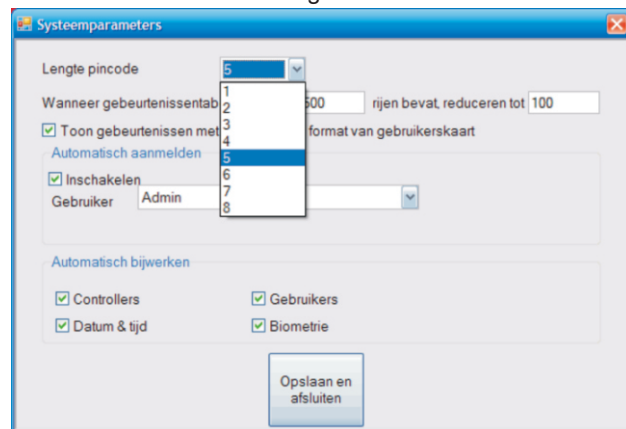 Systeemparameters
Lengte pincode 5
1
2
3
4
5
6
7
8
Wanneer gebeurtenissentab 500 rijen bevat, reduceren tot 100
Toon gebeurtenissen met format van gebruikerskaart
Automatisch aanmelden
Inschakelen
Gebruiker Admin
Automatisch bijwerken
Controllers Gebruikers
Datum & tijd Biometrie
Opslaan en
afsluiten